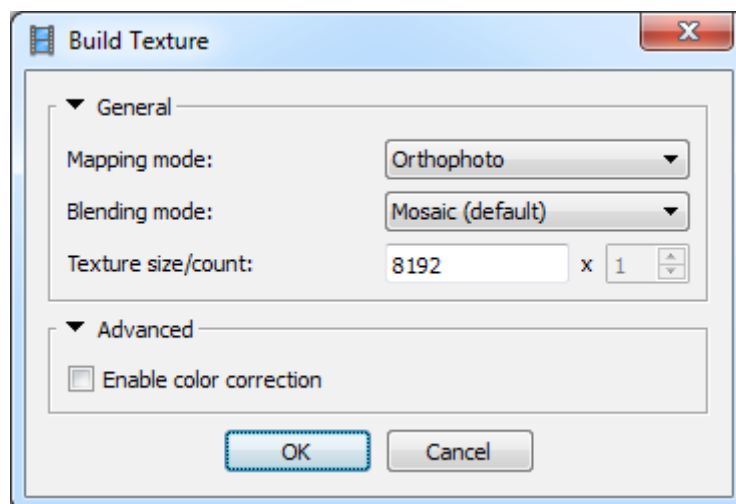 Build Texture
General
Mapping mode: Orthophoto
Blending mode: Mosaic (default)
Texture size/count: 8192 x 1
Advanced
Enable color correction
OK Cancel